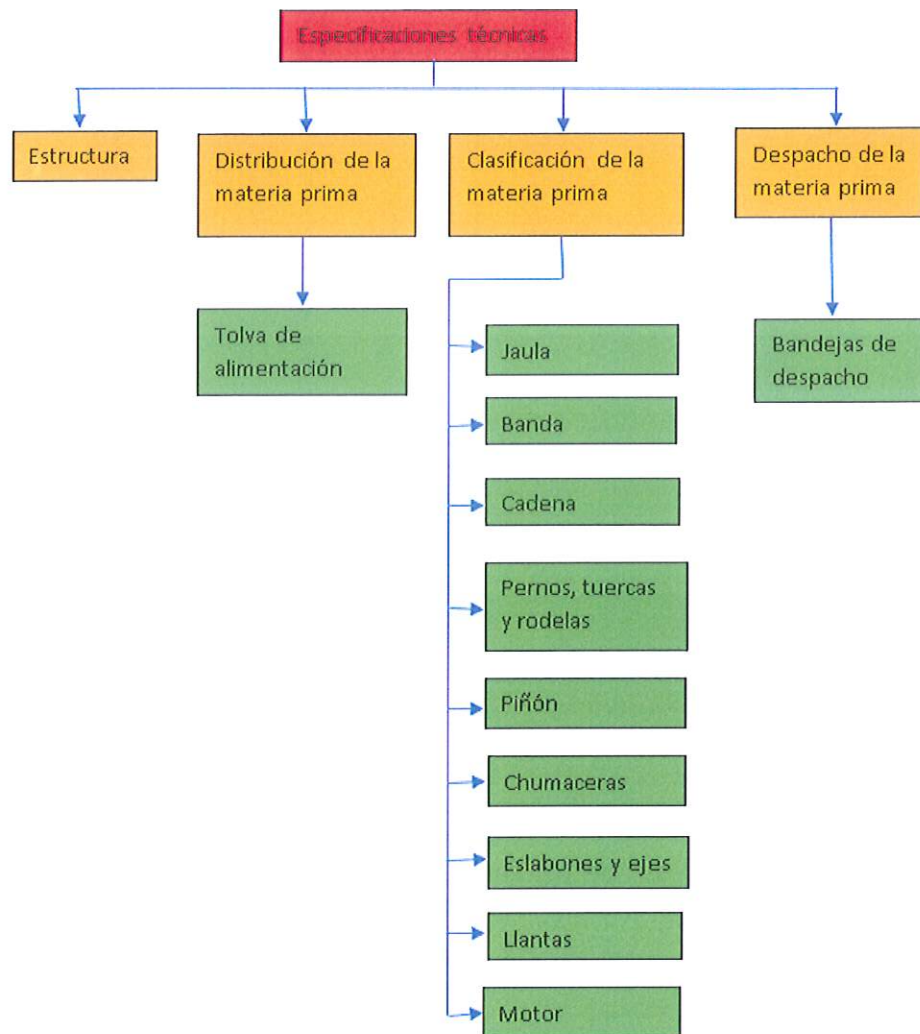 Especificaciones técnicas
Estructura
Distribución de la
materia prima
Clasificación de la
materia prima
Despacho de la
materia prima
Tolva de
alimentación
Bandejas de
despacho
Jaula
Banda
Cadena
Pernos, tuercas
y rodelas
Piñón
Chumaceras
Eslabones y ejes
Llantas
Motor